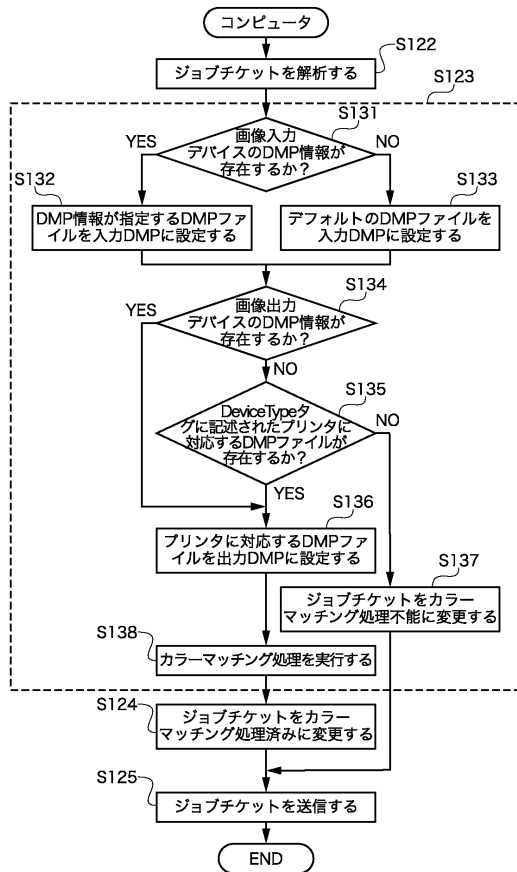 コンピュータ
S122
ジョブチケットを解析する
S123
S131
YES
画像入力
デバイスのDMP情報が
存在するか?
NO
S132
DMP情報が指定するDMPファ
イルを入力DMPに設定する
S133
デフォルトのDMPファイルを
入力DMPに設定する
S134
YES
画像出力
デバイスのDMP情報が
存在するか?
NO
S135
DeviceTypeタ
グに記述されたプリンタに
対応するDMPファイルが
存在するか?
NO
YES
S136
プリンタに対応するDMPファ
イルを出力DMPに設定する
S137
ジョブチケットをカラー
マッチング処理不能に変更する
S138
カラーマッチング処理を実行する
S124
ジョブチケットをカラー
マッチング処理済みに変更する
S125
ジョブチケットを送信する
END